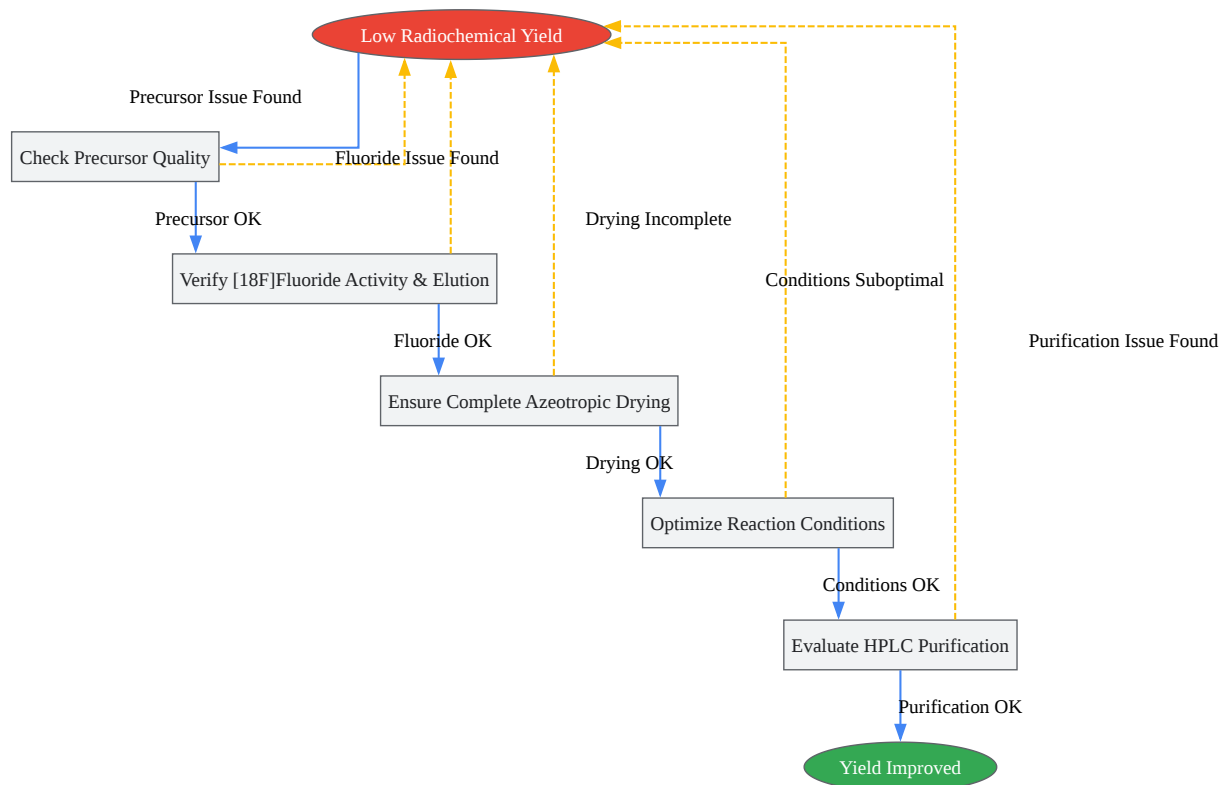 Low Radiochemical Yield
Precursor Issue Found
Check Precursor Quality
Fluoride Issue Found
Precursor OK
Drying Incomplete
Verify [18F]Fluoride Activity & Elution
Conditions Suboptimal
Fluoride OK
Purification Issue Found
Ensure Complete Azeotropic Drying
Drying OK
Optimize Reaction Conditions
Conditions OK
Evaluate HPLC Purification
Purification OK
Yield Improved